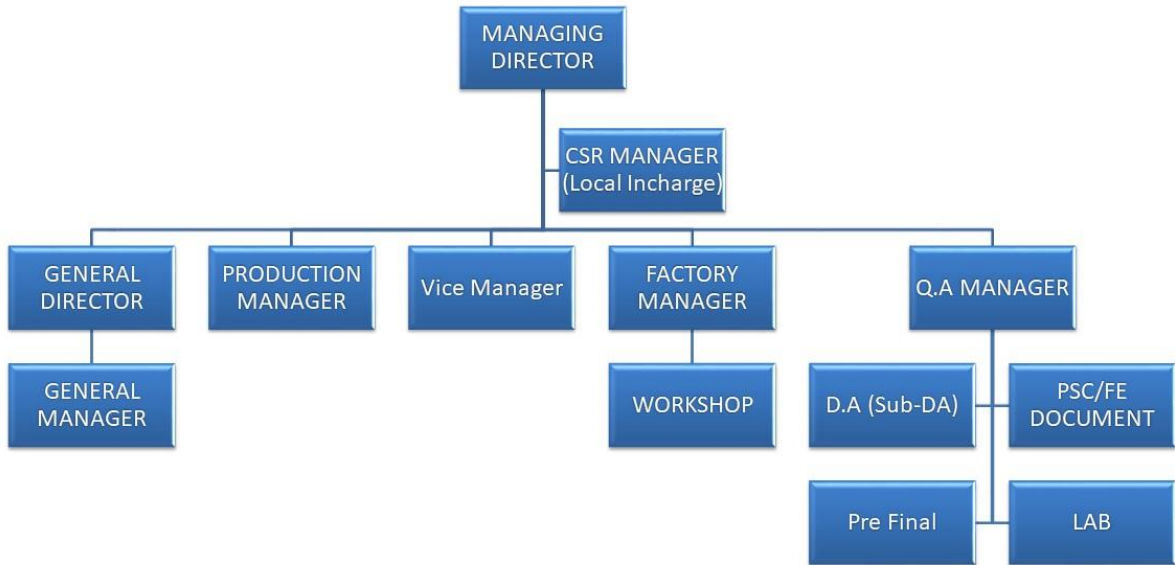 MANAGING
DIRECTOR
CSR MANAGER
(Local Incharge)
GENERAL
DIRECTOR
PRODUCTION
MANAGER
Vice Manager
FACTORY
MANAGER
Q.A MANAGER
GENERAL
MANAGER
WORKSHOP
D.A (Sub-DA)
PSC/FE
DOCUMENT
Pre Final
LAB